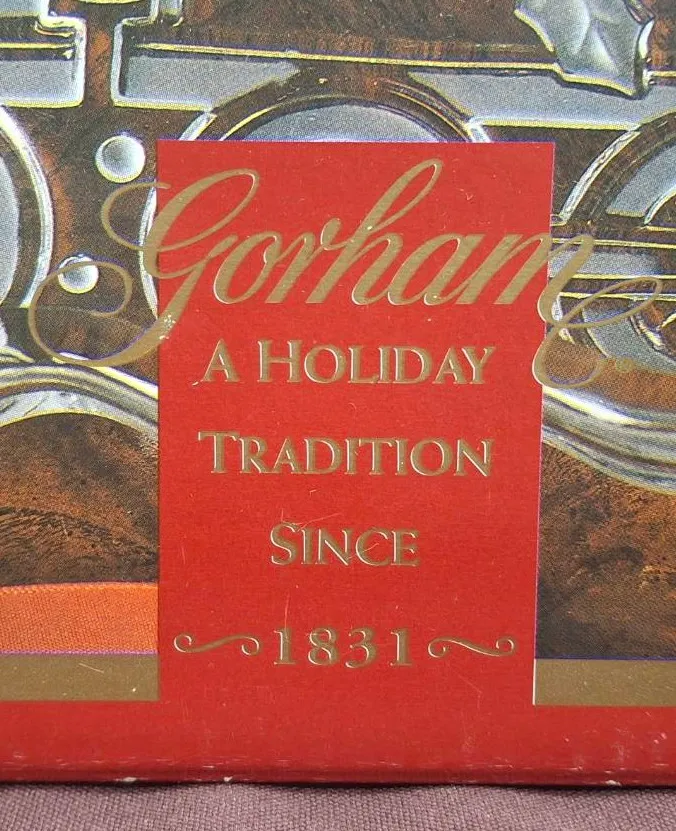 Gorham
A HOLIDAY
TRADITION
SINCE
1831